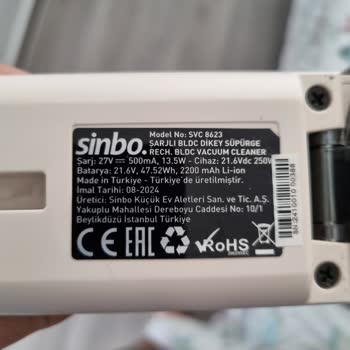 sinbo.
Model No: SVC 8623
ŞARJLI BLDC DİKEY SÜPÜRGE
RECH. BLDC VACUUM CLEANER
Şarj: 27V ⎓ 500mA, 13.5W - Cihaz: 21.6Vdc 250W
Batarya: 21.6V, 47.52Wh, 2200 mAh Li-ion
Made in Türkiye - Türkiye'de üretilmiştir.
İmal Tarihi: 08-2024
Üretici: Sinbo Küçük Ev Aletleri San. ve Tic. A.Ş.
Yakuplu Mahallesi Dereboyu Caddesi No: 10/1
Beylikdüzü İstanbul Türkiye
CE EAC RoHS